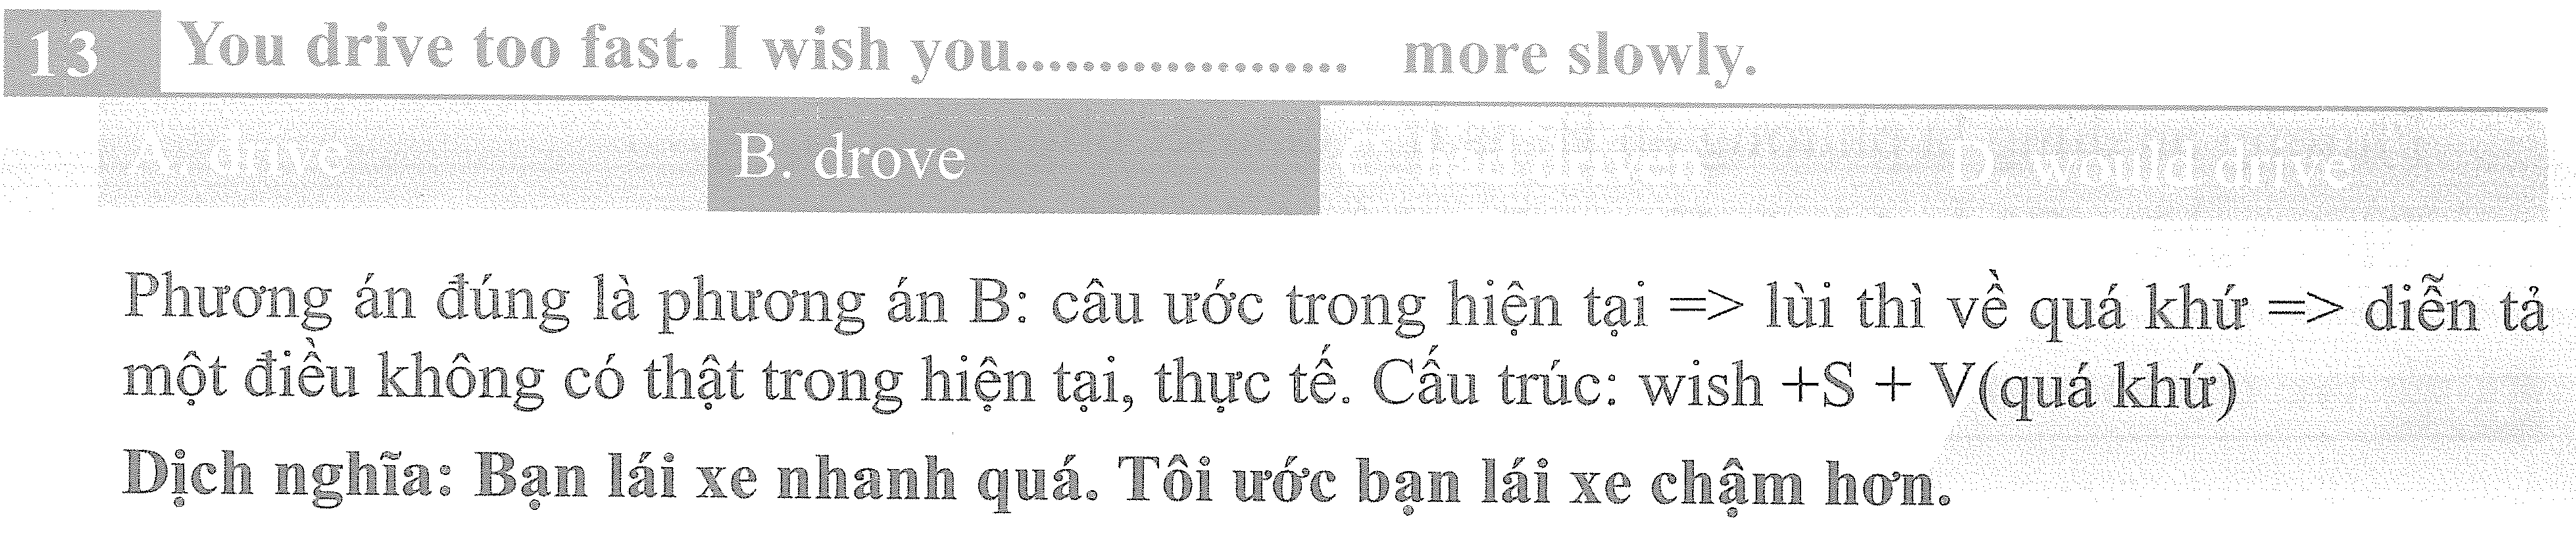 13 You drive too fast. I wish you........................ more slowly.
A. drive B. drove C. had driven D. would drive
Phương án đúng là phương án B: câu ước trong hiện tại => lùi thì về quá khứ => diễn tả
một điều không có thật trong hiện tại, thực tế. Cấu trúc: wish +S + V(quá khứ)
Dịch nghĩa: Bạn lái xe nhanh quá. Tôi ước bạn lái xe chậm hơn.